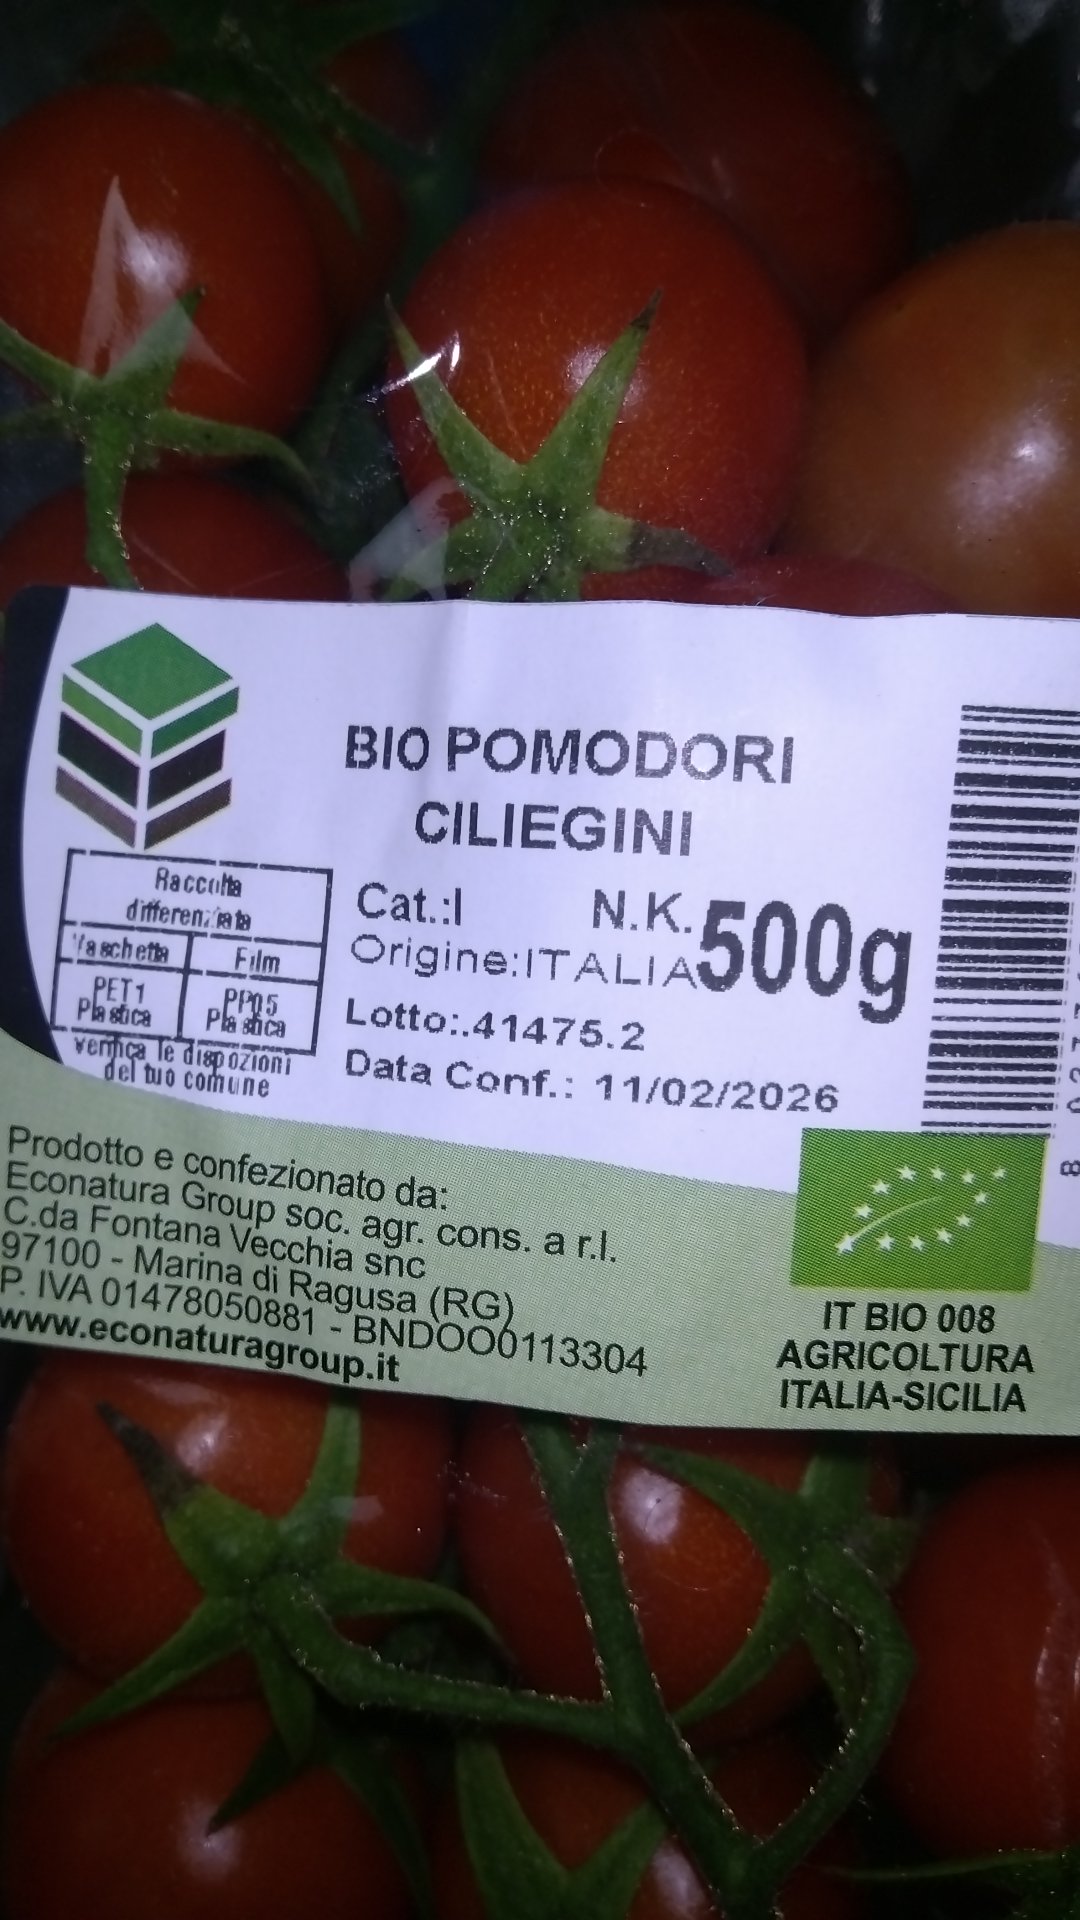 BIO POMODORI
CILIEGINI
Cat.:I N.K. 500g
Origine:ITALIA
Lotto:.41475.2
Data Conf.: 11/02/2026
Raccolta
differenziata
Vaschetta Film
PET1 PP05
Plastica Plastica
verifica le dispozioni
del tuo comune
Prodotto e confezionato da:
Econatura Group soc. agr. cons. a r.l.
C.da Fontana Vecchia snc
97100 - Marina di Ragusa (RG)
P. IVA 01478050881 - BNDOO0113304
www.econaturagroup.it
IT BIO 008
AGRICOLTURA
ITALIA-SICILIA